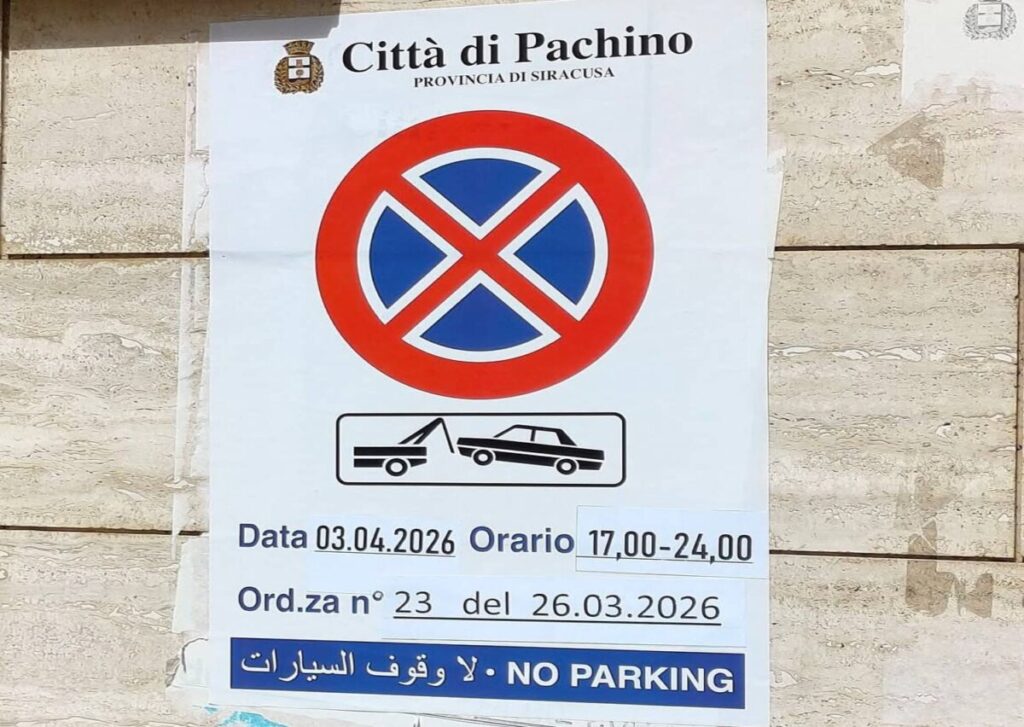 Città di Pachino
PROVINCIA DI SIRACUSA
Data 03.04.2026 Orario 17,00-24,00
Ord.za n° 23 del 26.03.2026
لا وقوف السيارات • NO PARKING